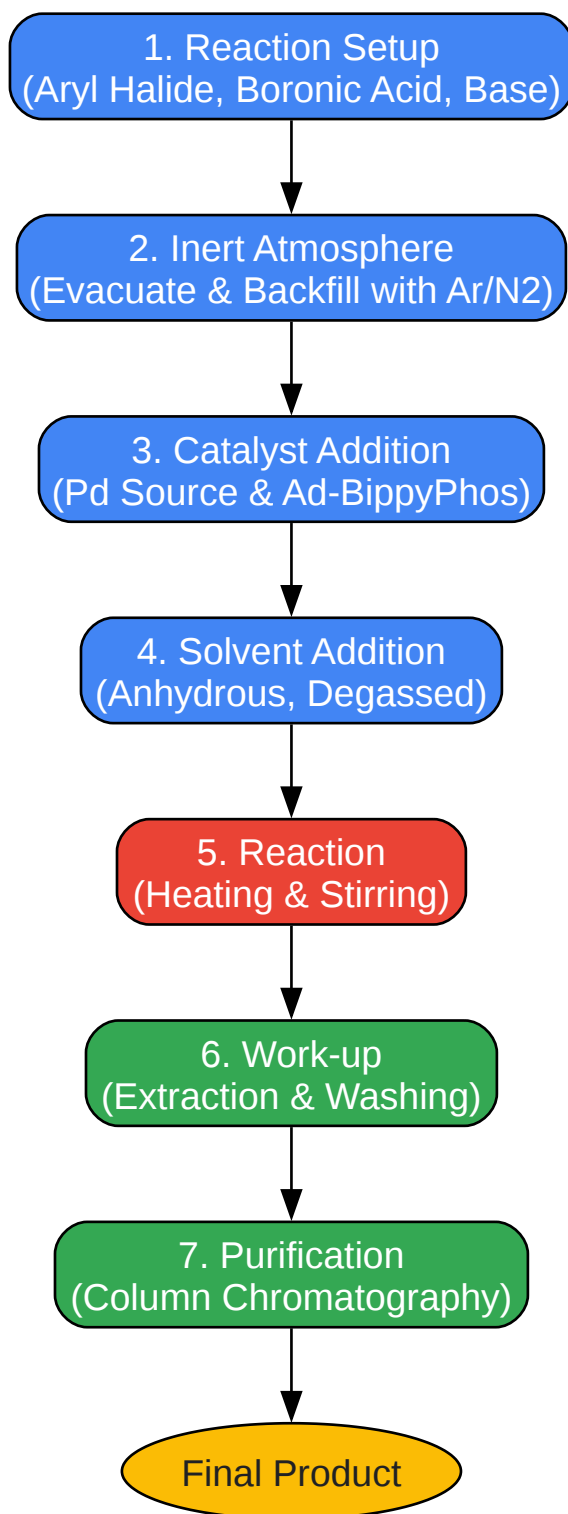 1. Reaction Setup
(Aryl Halide, Boronic Acid, Base)
2. Inert Atmosphere
(Evacuate & Backfill with Ar/N2)
3. Catalyst Addition
(Pd Source & Ad-BippyPhos)
4. Solvent Addition
(Anhydrous, Degassed)
5. Reaction
(Heating & Stirring)
6. Work-up
(Extraction & Washing)
7. Purification
(Column Chromatography)
Final Product